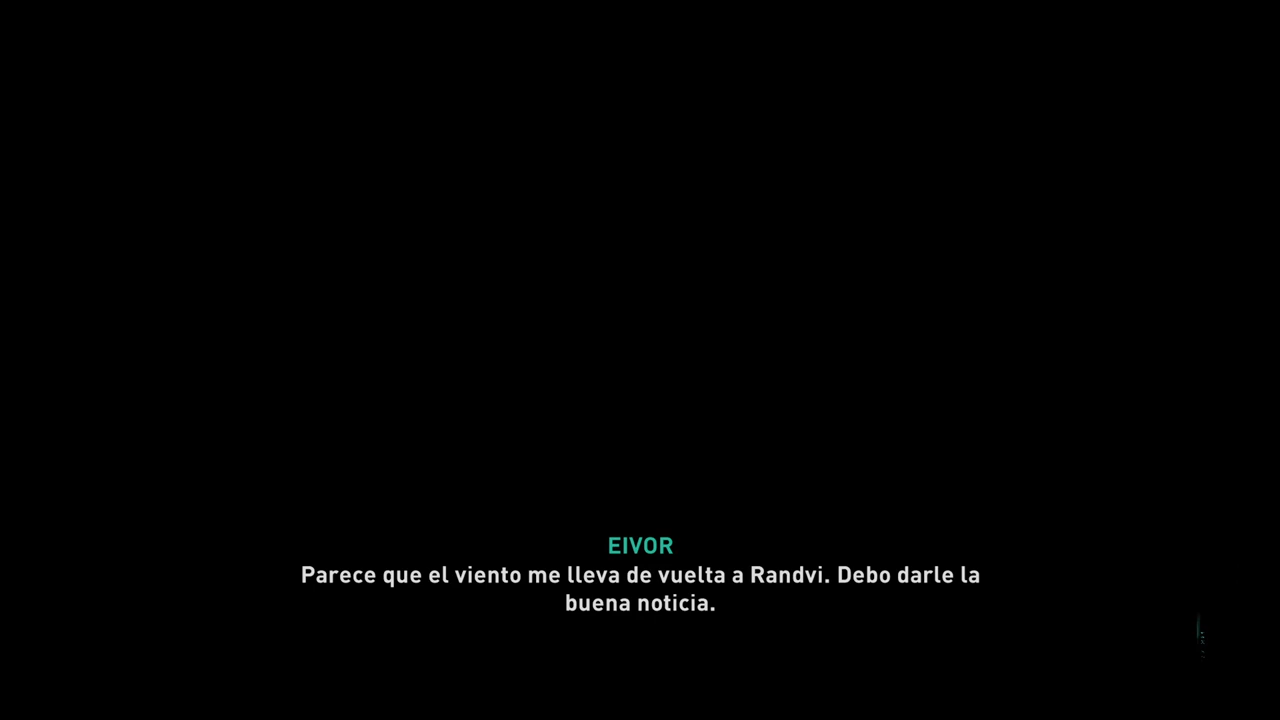 EIVOR
Parece que el viento me lleva de vuelta a Randvi. Debo darle la
buena noticia.